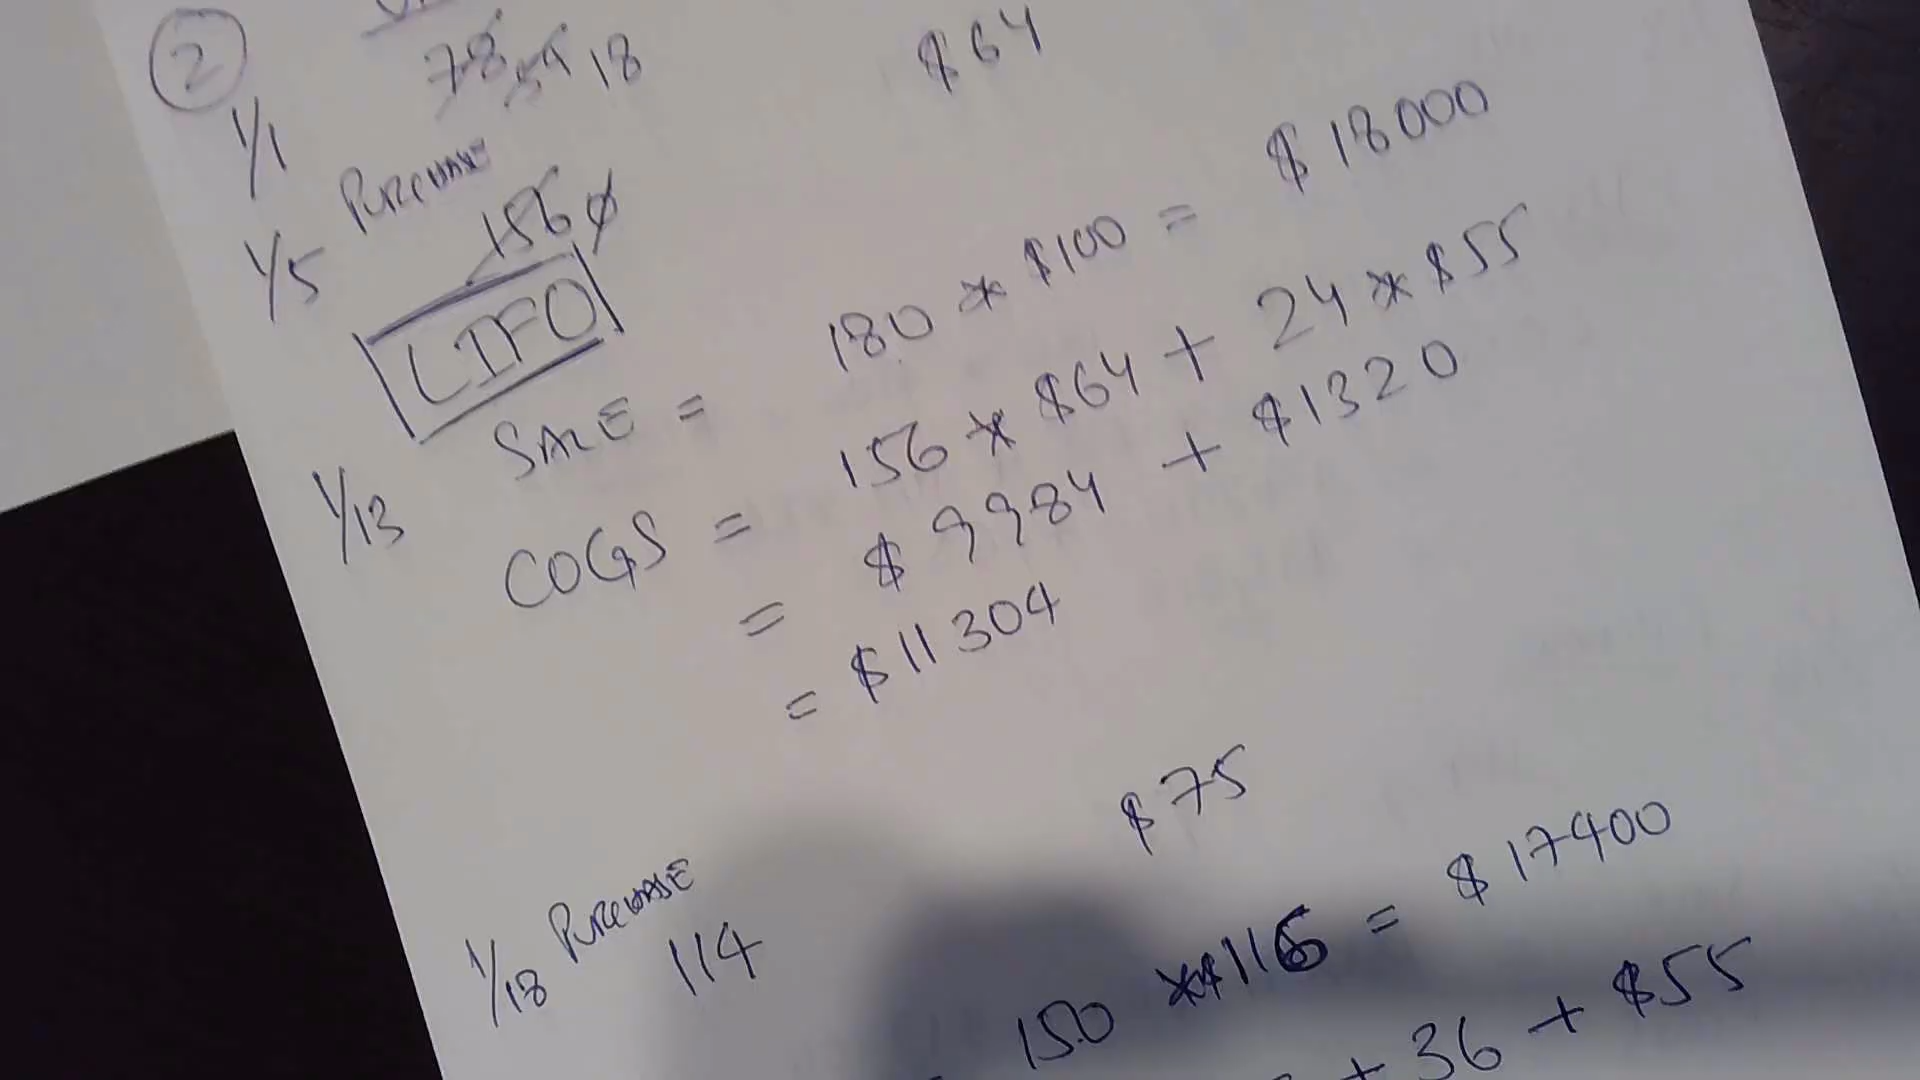 2
1/1 78 54 18
1/5 PURCHASE 156 0 $64
LIFO
1/13 SALE = 180 * $100 = $18000
COGS = 156 * $64 + 24 * $55
= $9984 + $1320
= $11304
1/18 PURCHASE 114 $75
150 * $116 = $17400
+ 36 + $55